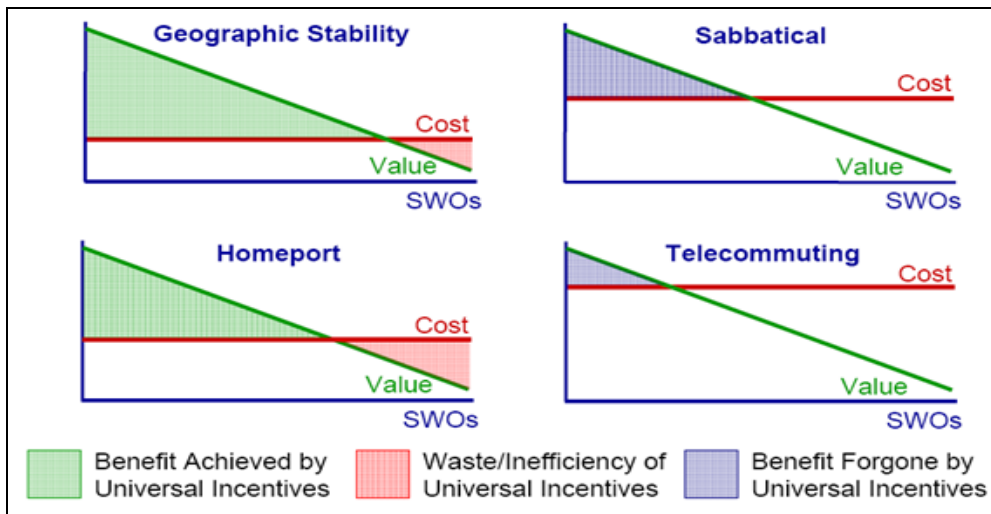 Geographic Stability
Cost
Value
SWOs
Sabbatical
Cost
Value
SWOs
Homeport
Cost
Value
SWOs
Telecommuting
Cost
Value
SWOs
Benefit Achieved by
Universal Incentives
Waste/Inefficiency of
Universal Incentives
Benefit Forgone by
Universal Incentives